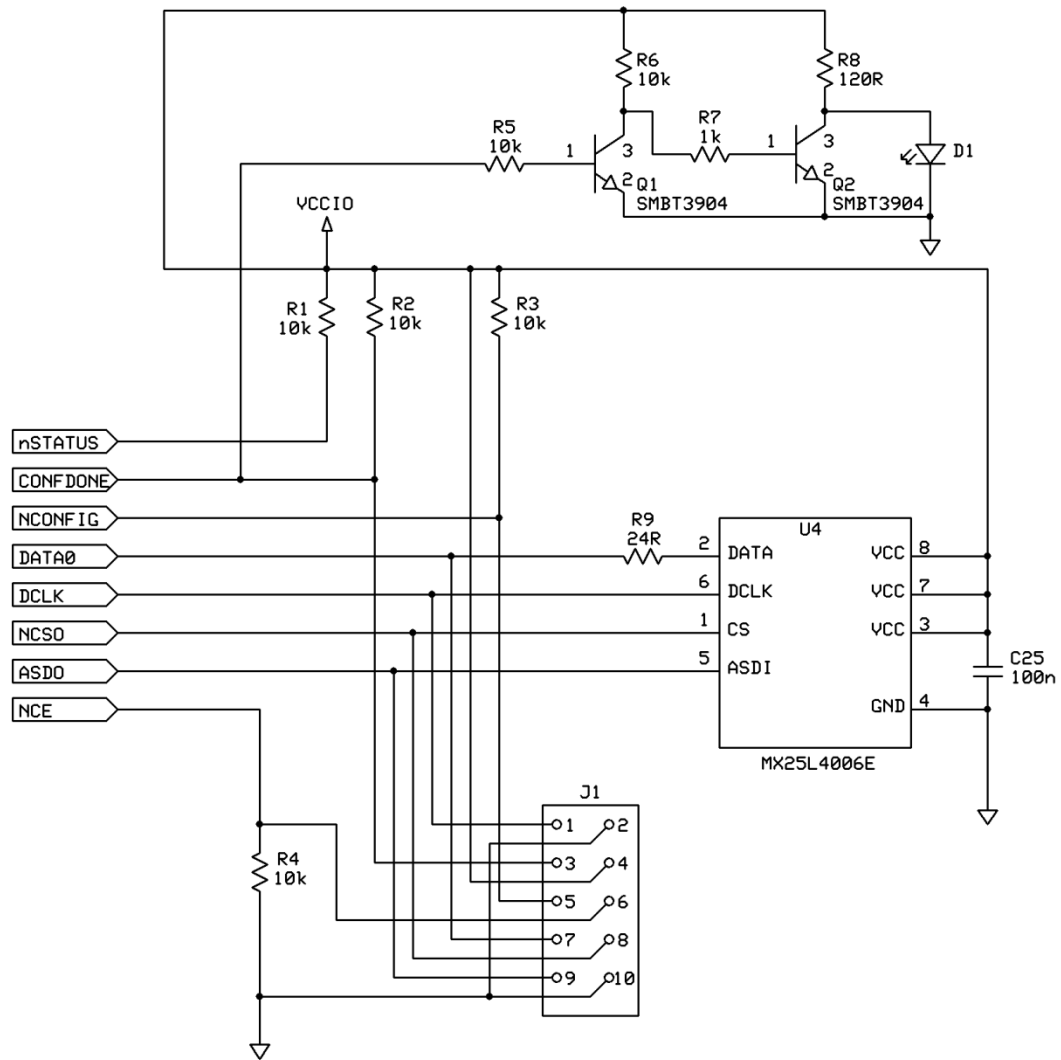 R6
10k
R8
120R
R5
10k
R7
1k
1
3
2
Q1
SMBT3904
1
3
2
Q2
SMBT3904
D1
VCCIO
R1
10k
R2
10k
R3
10k
nSTATUS
CONFDONE
NCONFIG
DATA0
DCLK
NCSO
ASDO
NCE
R9
24R
U4
2 DATA VCC 8
6 DCLK VCC 7
1 CS VCC 3
5 ASDI
GND 4
MX25L4006E
C25
100n
J1
1 2
3 4
5 6
7 8
9 10
R4
10k